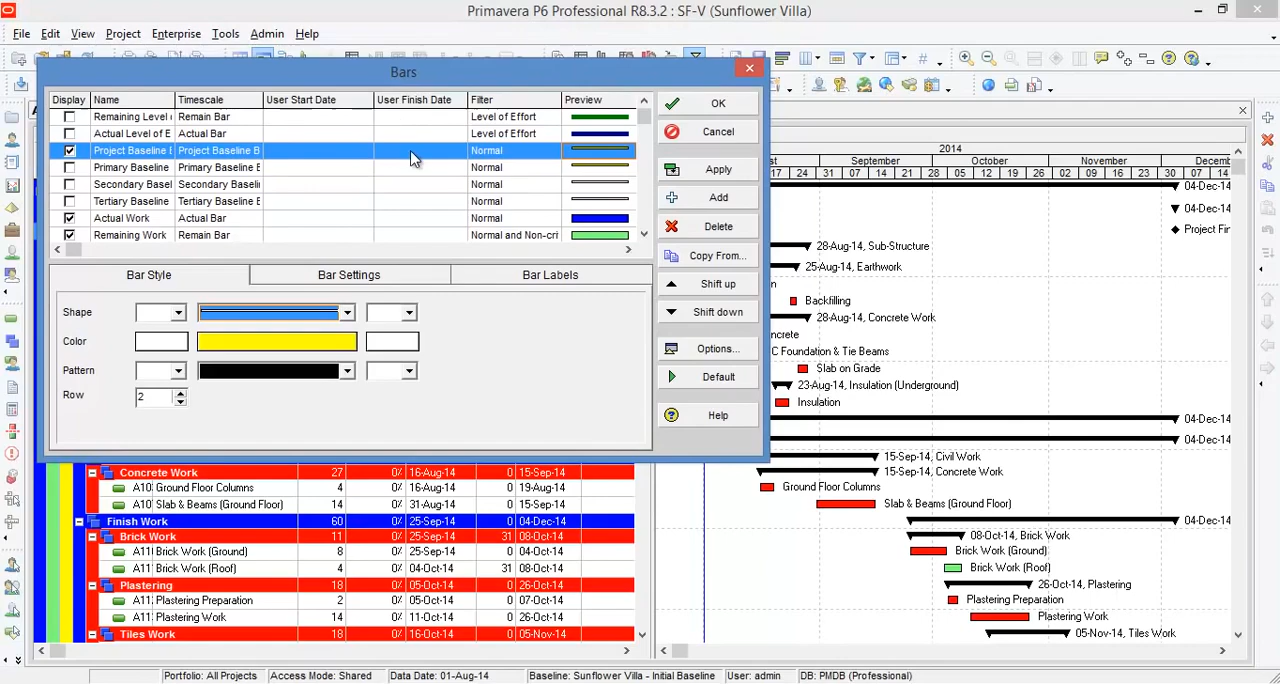 Primavera P6 Professional R8.3.2 : SF-V (Sunflower Villa)
File Edit View Project Enterprise Tools Admin Help
Bars
Display Name Timescale User Start Date User Finish Date Filter Preview
Remaining Level Remain Bar Level of Effort
Actual Level of E Actual Bar Level of Effort
Project Baseline Project Baseline B Normal
Primary Baseline Primary Baseline E Normal
Secondary Basel Secondary Basel Normal
Tertiary Baseline Tertiary Baseline E Normal
Actual Work Actual Bar Normal
Remaining Work Remain Bar Normal and Non-cri
OK
Cancel
Apply
Add
Delete
Copy From...
Shift up
Shift down
Options...
Default
Help
Bar Style Bar Settings Bar Labels
Shape
Color
Pattern
Row 2
2014
September October November Decem
17 24 31 07 14 21 28 05 12 19 26 02 09 16 23 30 07 14
04-Dec-14
04-Dec-14
Project Fin
28-Aug-14, Sub-Structure
25-Aug-14, Earthwork
Backfilling
28-Aug-14, Concrete Work
ncrete
C Foundation & Tie Beams
Slab on Grade
23-Aug-14, Insulation (Underground)
Insulation
04-Dec-14
04-Dec-14
15-Sep-14, Civil Work
15-Sep-14, Concrete Work
Ground Floor Columns
Slab & Beams (Ground Floor)
04-Dec-14
08-Oct-14, Brick Work
Brick Work (Ground)
Brick Work (Roof)
26-Oct-14, Plastering
Plastering Preparation
Plastering Work
05-Nov-14, Tiles Work
Concrete Work 27 0% 16-Aug-14 0 15-Sep-14
A10 Ground Floor Columns 4 0% 16-Aug-14 0 19-Aug-14
A10 Slab & Beams (Ground Floor) 14 0% 31-Aug-14 0 15-Sep-14
Finish Work 60 0% 25-Sep-14 0 04-Dec-14
Brick Work 11 0% 25-Sep-14 31 08-Oct-14
A11 Brick Work (Ground) 8 0% 25-Sep-14 0 04-Oct-14
A11 Brick Work (Roof) 4 0% 04-Oct-14 31 08-Oct-14
Plastering 18 0% 05-Oct-14 0 26-Oct-14
A11 Plastering Preparation 2 0% 05-Oct-14 0 07-Oct-14
A11 Plastering Work 14 0% 11-Oct-14 0 26-Oct-14
Tiles Work 18 0% 16-Oct-14 0 05-Nov-14
Portfolio: All Projects Access Mode: Shared Data Date: 01-Aug-14 Baseline: Sunflower Villa - Initial Baseline User: admin DB: PMDB (Professional)